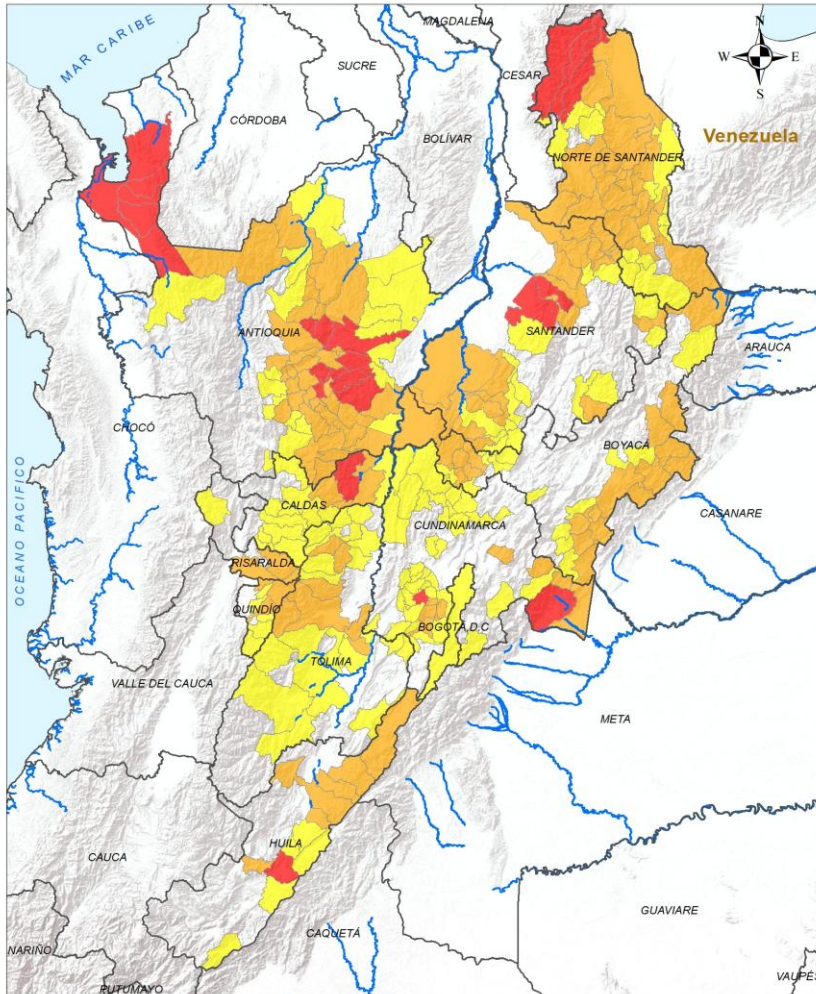 MAGDALENA
MAR CARIBE
N
W E
S
SUCRE
CESAR
CÓRDOBA
BOLÍVAR
Venezuela
NORTE DE SANTANDER
ANTIOQUIA
SANTANDER
ARAUCA
CHOCÓ
BOYACÁ
OCEANO PACIFICO
CALDAS
CASANARE
CUNDINAMARCA
RISARALDA
QUINDÍO
BOGOTÁ D.C
TOLIMA
VALLE DEL CAUCA
META
HUILA
CAUCA
GUAVIARE
CAQUETÁ
NARIÑO
PUTUMAYO
VAUPÉS